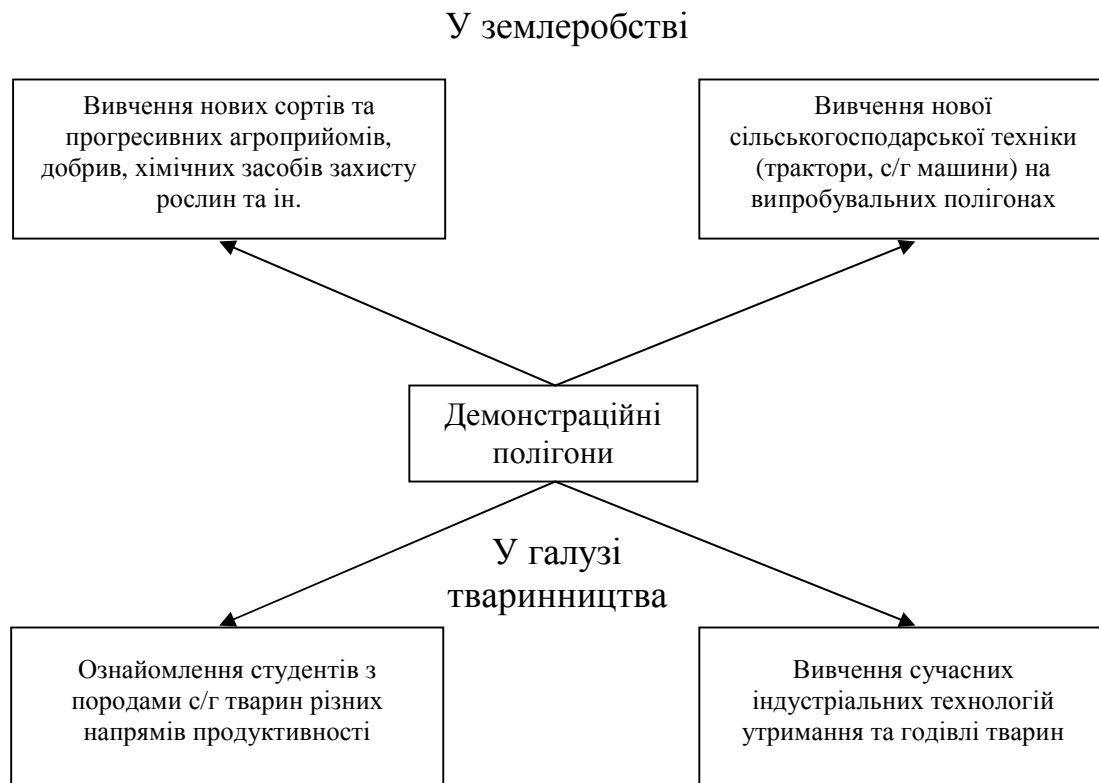 У землеробстві
Вивчення нових сортів та
прогресивних агроприйомів,
добрив, хімічних засобів захисту
рослин та ін.
Вивчення нової
сільськогосподарської техніки
(трактори, с/г машини) на
випробувальних полігонах
Демонстраційні
полігони
У галузі
тваринництва
Ознайомлення студентів з
породами с/г тварин різних
напрямів продуктивності
Вивчення сучасних
індустріальних технологій
утримання та годівлі тварин